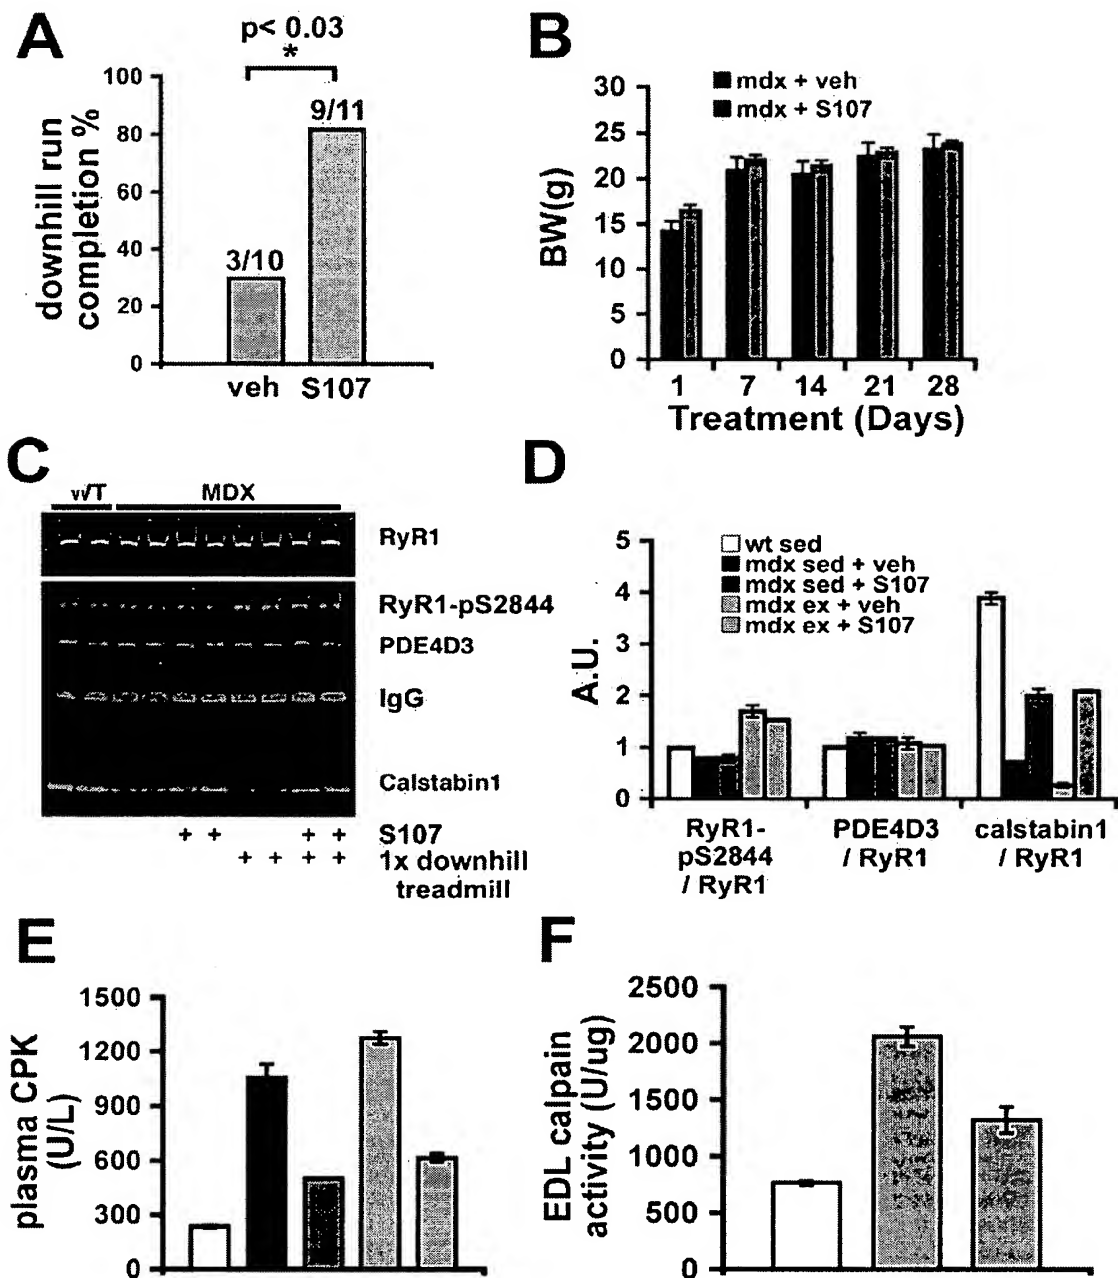 A
p< 0.03
*
100
80
60
40
20
0
downhill run
completion %
3/10
9/11
veh S107
B
mdx + veh
mdx + S107
30
25
20
15
10
5
0
BW(g)
1 7 14 21 28
Treatment (Days)
C
WT MDX
RyR1
RyR1-pS2844
PDE4D3
IgG
Calstabin1
+ + + + S107
+ + + + 1x downhill
treadmill
D
wt sed
mdx sed + veh
mdx sed + S107
mdx ex + veh
mdx ex + S107
5
4
3
2
1
0
A.U.
RyR1-
pS2844
/ RyR1
PDE4D3
/ RyR1
calstabin1
/ RyR1
E
1500
1200
900
600
300
0
plasma CPK
(U/L)
F
2500
2000
1500
1000
500
0
EDL calpain
activity (U/ug)